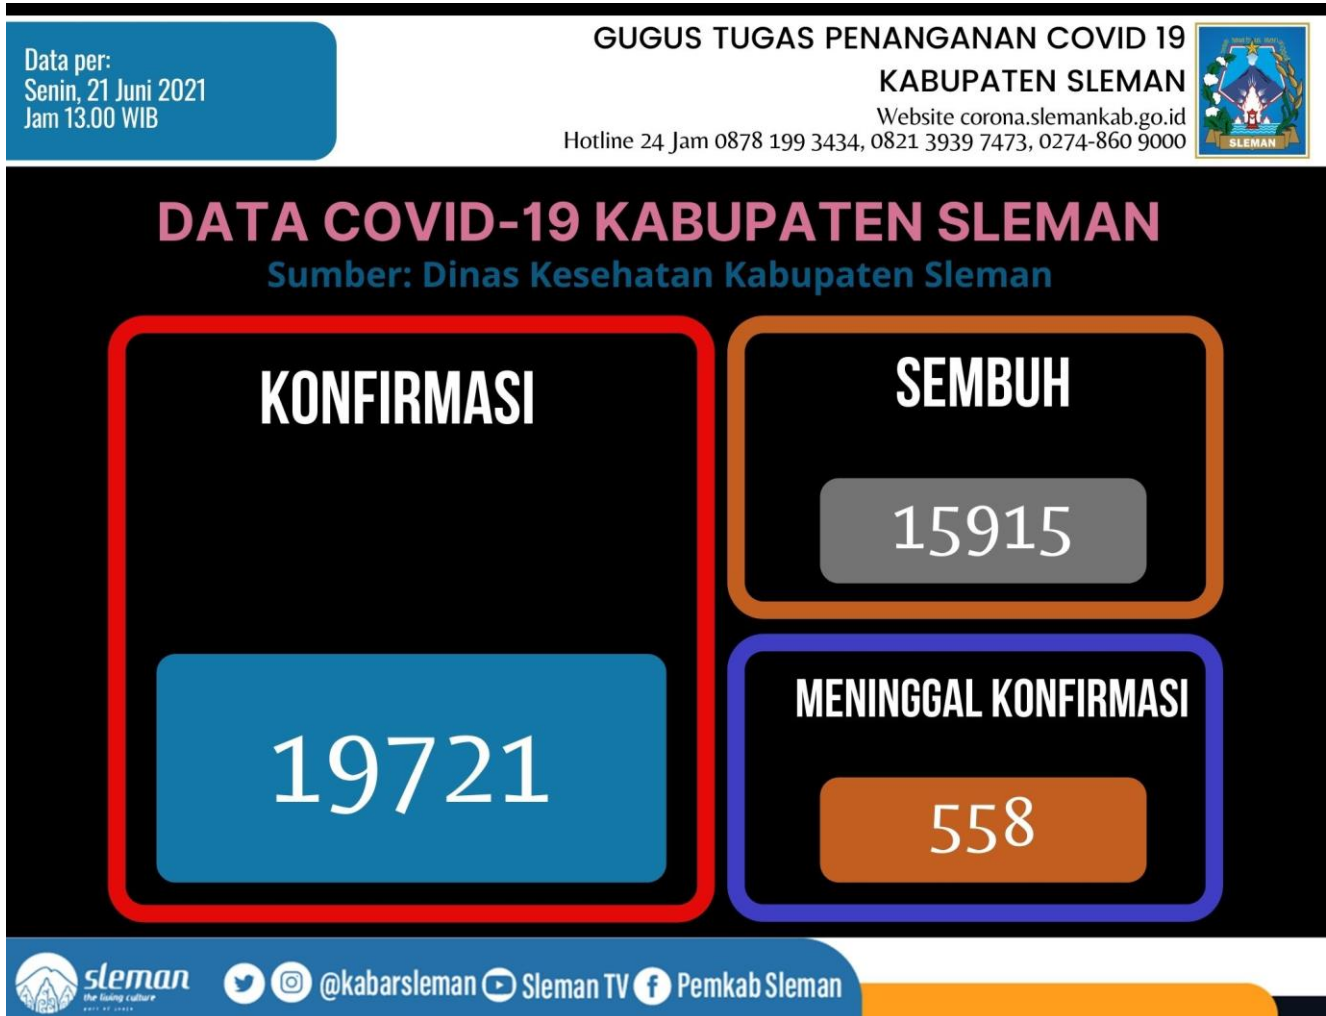 Data per:
Senin, 21 Juni 2021
Jam 13.00 WIB
GUGUS TUGAS PENANGANAN COVID 19
KABUPATEN SLEMAN
Website corona.slemankab.go.id
Hotline 24 Jam 0878 199 3434, 0821 3939 7473, 0274-860 9000
SLEMAN
DATA COVID-19 KABUPATEN SLEMAN
Sumber: Dinas Kesehatan Kabupaten Sleman
KONFIRMASI
19721
SEMBUH
15915
MENINGGAL KONFIRMASI
558
sleman
the living culture
part of jogja
@kabarsleman Sleman TV Pemkab Sleman